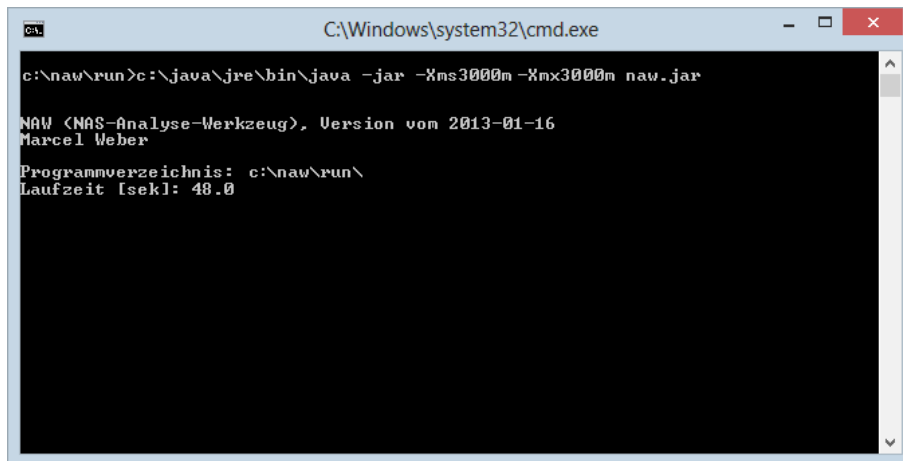 C:\Windows\system32\cmd.exe
c:\naw\run>c:\java\jre\bin\java -jar -Xms3000m -Xmx3000m naw.jar
NAW (NAS-Analyse-Werkzeug), Version vom 2013-01-16
Marcel Weber
Programmverzeichnis: c:\naw\run\
Laufzeit [sek]: 48.0